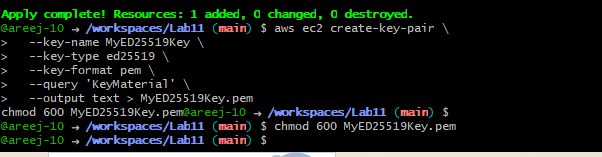 Apply complete! Resources: 1 added, 0 changed, 0 destroyed.
@areej-10 → /workspaces/Lab11 (main) $ aws ec2 create-key-pair \
>   --key-name MyED25519Key \
>   --key-type ed25519 \
>   --key-format pem \
>   --query 'KeyMaterial' \
>   --output text > MyED25519Key.pem
chmod 600 MyED25519Key.pem@areej-10 → /workspaces/Lab11 (main) $
@areej-10 → /workspaces/Lab11 (main) $ chmod 600 MyED25519Key.pem
@areej-10 → /workspaces/Lab11 (main) $